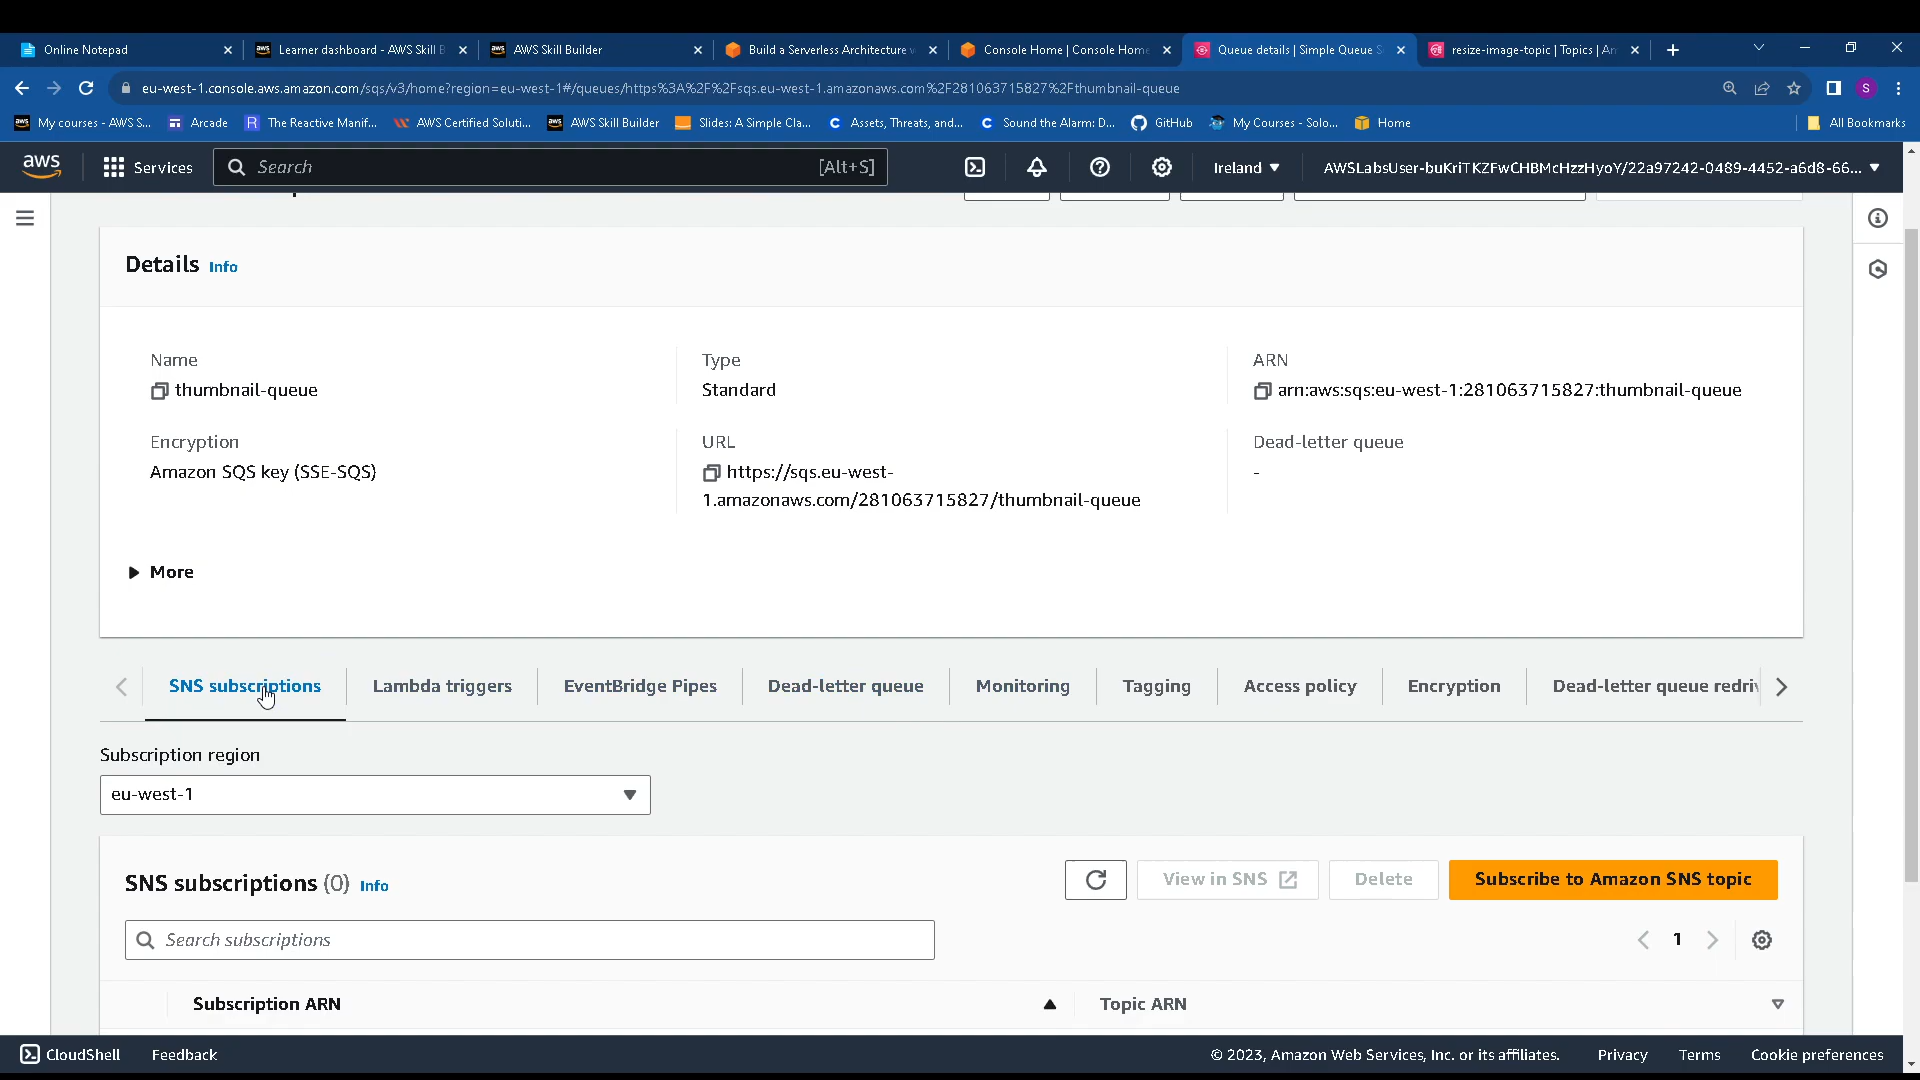 Online Notepad
Learner dashboard - AWS Skill B
AWS Skill Builder
Build a Serverless Architecture w
Console Home | Console Home
Queue details | Simple Queue S
resize-image-topic | Topics | Am
eu-west-1.console.aws.amazon.com/sqs/v3/home?region=eu-west-1#/queues/https%3A%2F%2Fsqs.eu-west-1.amazonaws.com%2F281063715827%2Fthumbnail-queue
S
My courses - AWS S...
Arcade
The Reactive Manif...
AWS Certified Soluti...
AWS Skill Builder
Slides: A Simple Cla...
Assets, Threats, and...
Sound the Alarm: D...
GitHub
My Courses - Solo...
Home
All Bookmarks
aws
Services
Search
[Alt+S]
Ireland
AWSLabsUser-buKriTKZFwCHBMcHzzHyoY/22a97242-0489-4452-a6d8-66...
Details Info
Name
thumbnail-queue
Type
Standard
ARN
arn:aws:sqs:eu-west-1:281063715827:thumbnail-queue
Encryption
Amazon SQS key (SSE-SQS)
URL
https://sqs.eu-west-
1.amazonaws.com/281063715827/thumbnail-queue
Dead-letter queue
-
More
SNS subscriptions
Lambda triggers
EventBridge Pipes
Dead-letter queue
Monitoring
Tagging
Access policy
Encryption
Dead-letter queue redriv
Subscription region
eu-west-1
SNS subscriptions (0) Info
View in SNS
Delete
Subscribe to Amazon SNS topic
Search subscriptions
1
Subscription ARN
Topic ARN
CloudShell
Feedback
© 2023, Amazon Web Services, Inc. or its affiliates.
Privacy
Terms
Cookie preferences